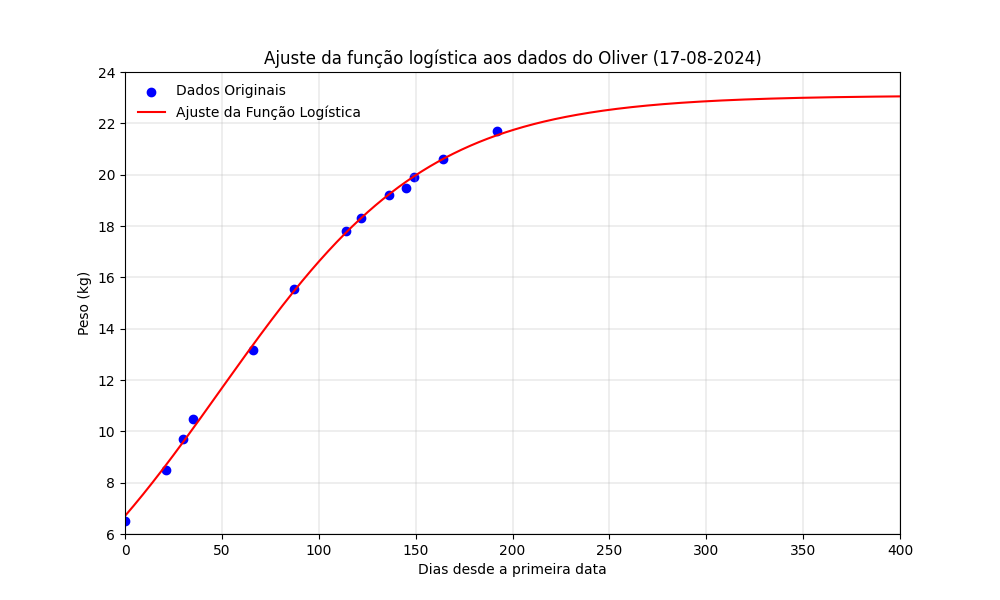 Ajuste da função logística aos dados do Oliver (17-08-2024)
Dados Originais
Ajuste da Função Logística
24
22
20
18
16
14
12
10
8
6
Peso (kg)
0 50 100 150 200 250 300 350 400
Dias desde a primeira data